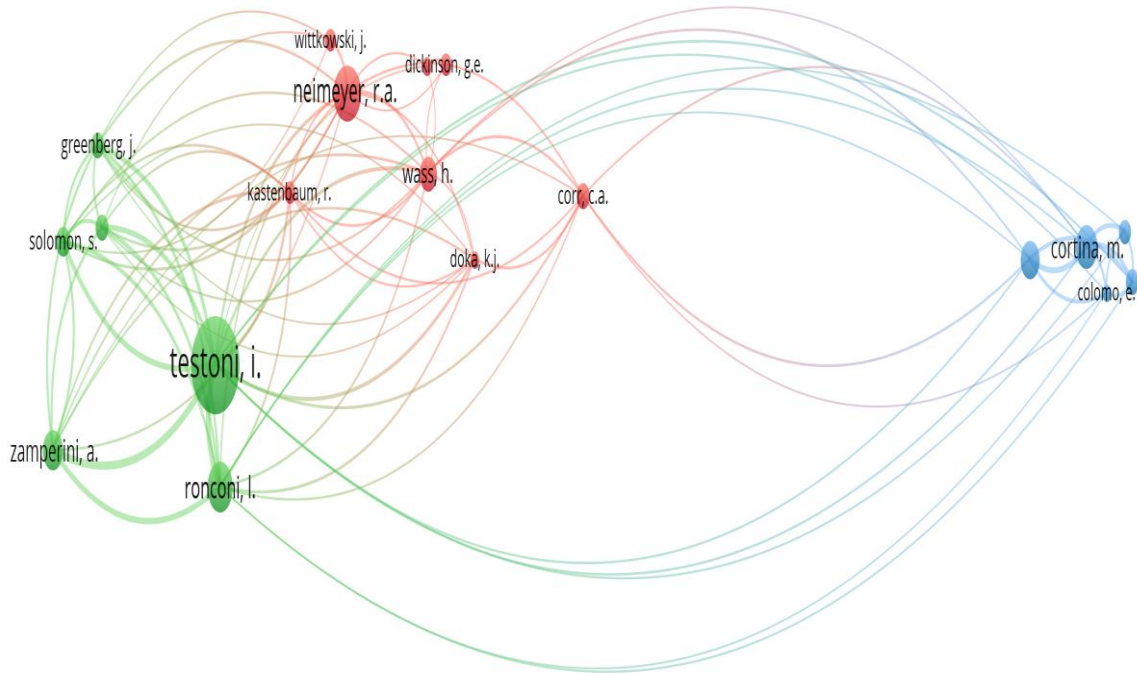 wittkowski, j.
dickinson, g.e.
neimeyer, r.a.
greenberg, j.
wass, h.
kastenbaum, r.
corr, c.a.
solomon, s.
doka, k.j.
cortina, m.
colomo, e.
testoni, i.
zamperini, a.
ronconi, l.